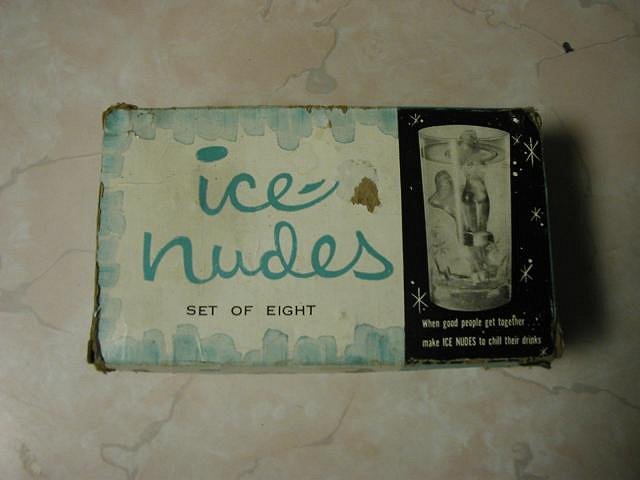 ice-
nudes
SET OF EIGHT
When good people get together ...
make ICE NUDES to chill their drinks